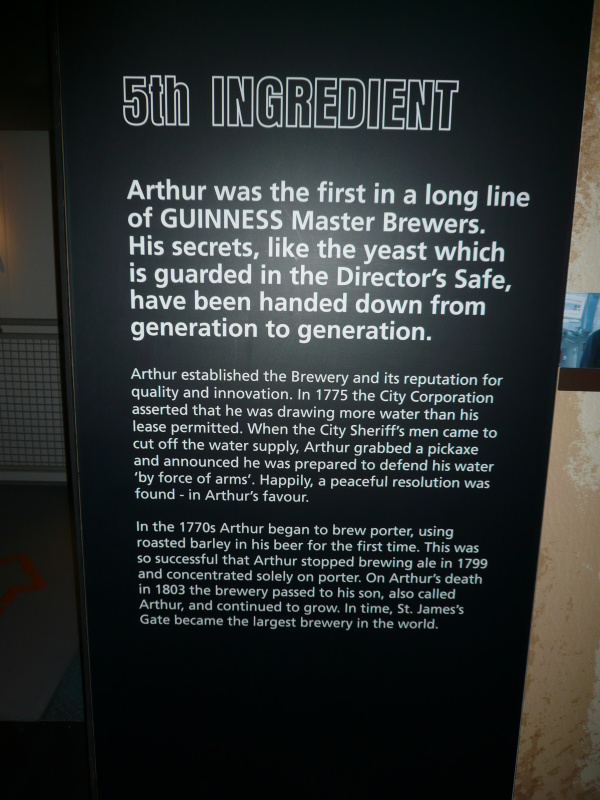 5th INGREDIENT
Arthur was the first in a long line
of GUINNESS Master Brewers.
His secrets, like the yeast which
is guarded in the Director's Safe,
have been handed down from
generation to generation.
Arthur established the Brewery and its reputation for
quality and innovation. In 1775 the City Corporation
asserted that he was drawing more water than his
lease permitted. When the City Sheriff's men came to
cut off the water supply, Arthur grabbed a pickaxe
and announced he was prepared to defend his water
'by force of arms'. Happily, a peaceful resolution was
found - in Arthur's favour.
In the 1770s Arthur began to brew porter, using
roasted barley in his beer for the first time. This was
so successful that Arthur stopped brewing ale in 1799
and concentrated solely on porter. On Arthur's death
in 1803 the brewery passed to his son, also called
Arthur, and continued to grow. In time, St. James's
Gate became the largest brewery in the world.